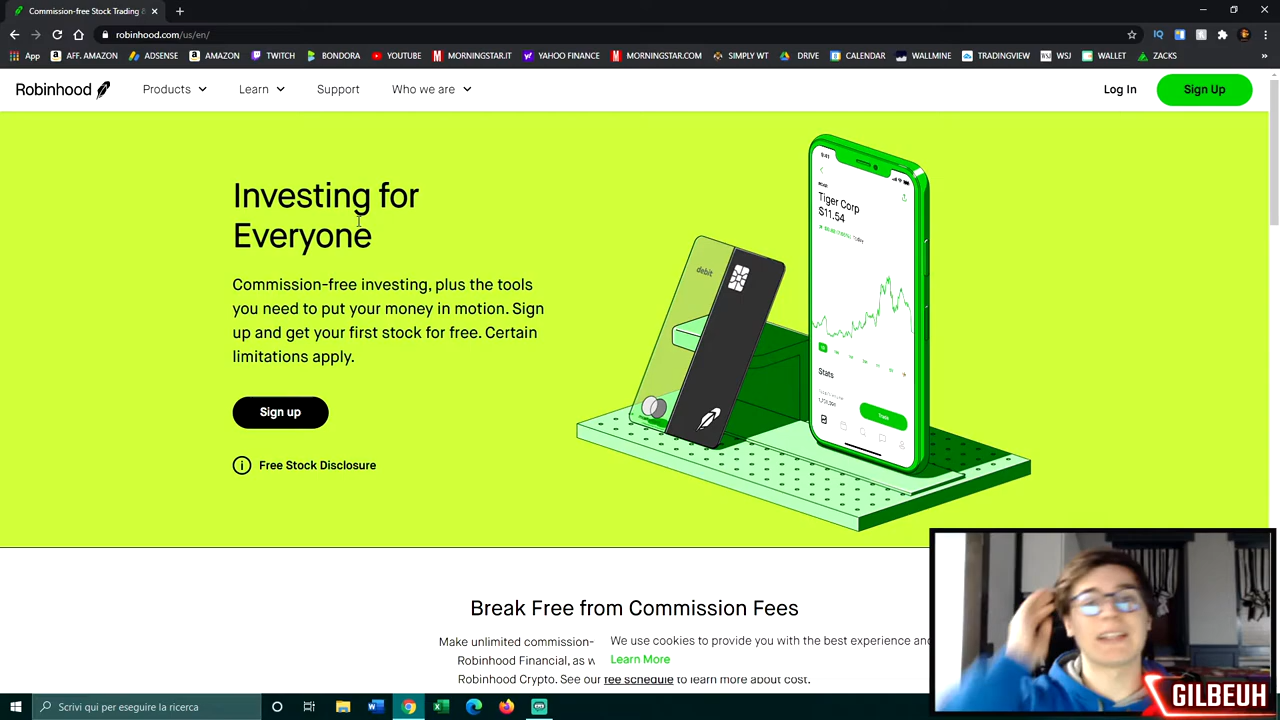 Commission-free Stock Trading &
robinhood.com/us/en/
App
AFF. AMAZON
ADSENSE
AMAZON
TWITCH
BONDORA
YOUTUBE
MORNINGSTAR.IT
YAHOO FINANCE
MORNINGSTAR.COM
SIMPLY WT
DRIVE
CALENDAR
WALLMINE
TRADINGVIEW
WSJ
WALLET
ZACKS
Robinhood
Products
Learn
Support
Who we are
Log In
Sign Up
Investing for
Everyone
Commission-free investing, plus the tools
you need to put your money in motion. Sign
up and get your first stock for free. Certain
limitations apply.
Sign up
Free Stock Disclosure
debit
9:41
Tiger Corp
$11.54
Today
Stats
Trade
Break Free from Commission Fees
Make unlimited commission-
Robinhood Financial, as w
Robinhood Crypto. See our fee schedule to learn more about cost.
We use cookies to provide you with the best experience and
Learn More
GILBEUH
Scrivi qui per eseguire la ricerca